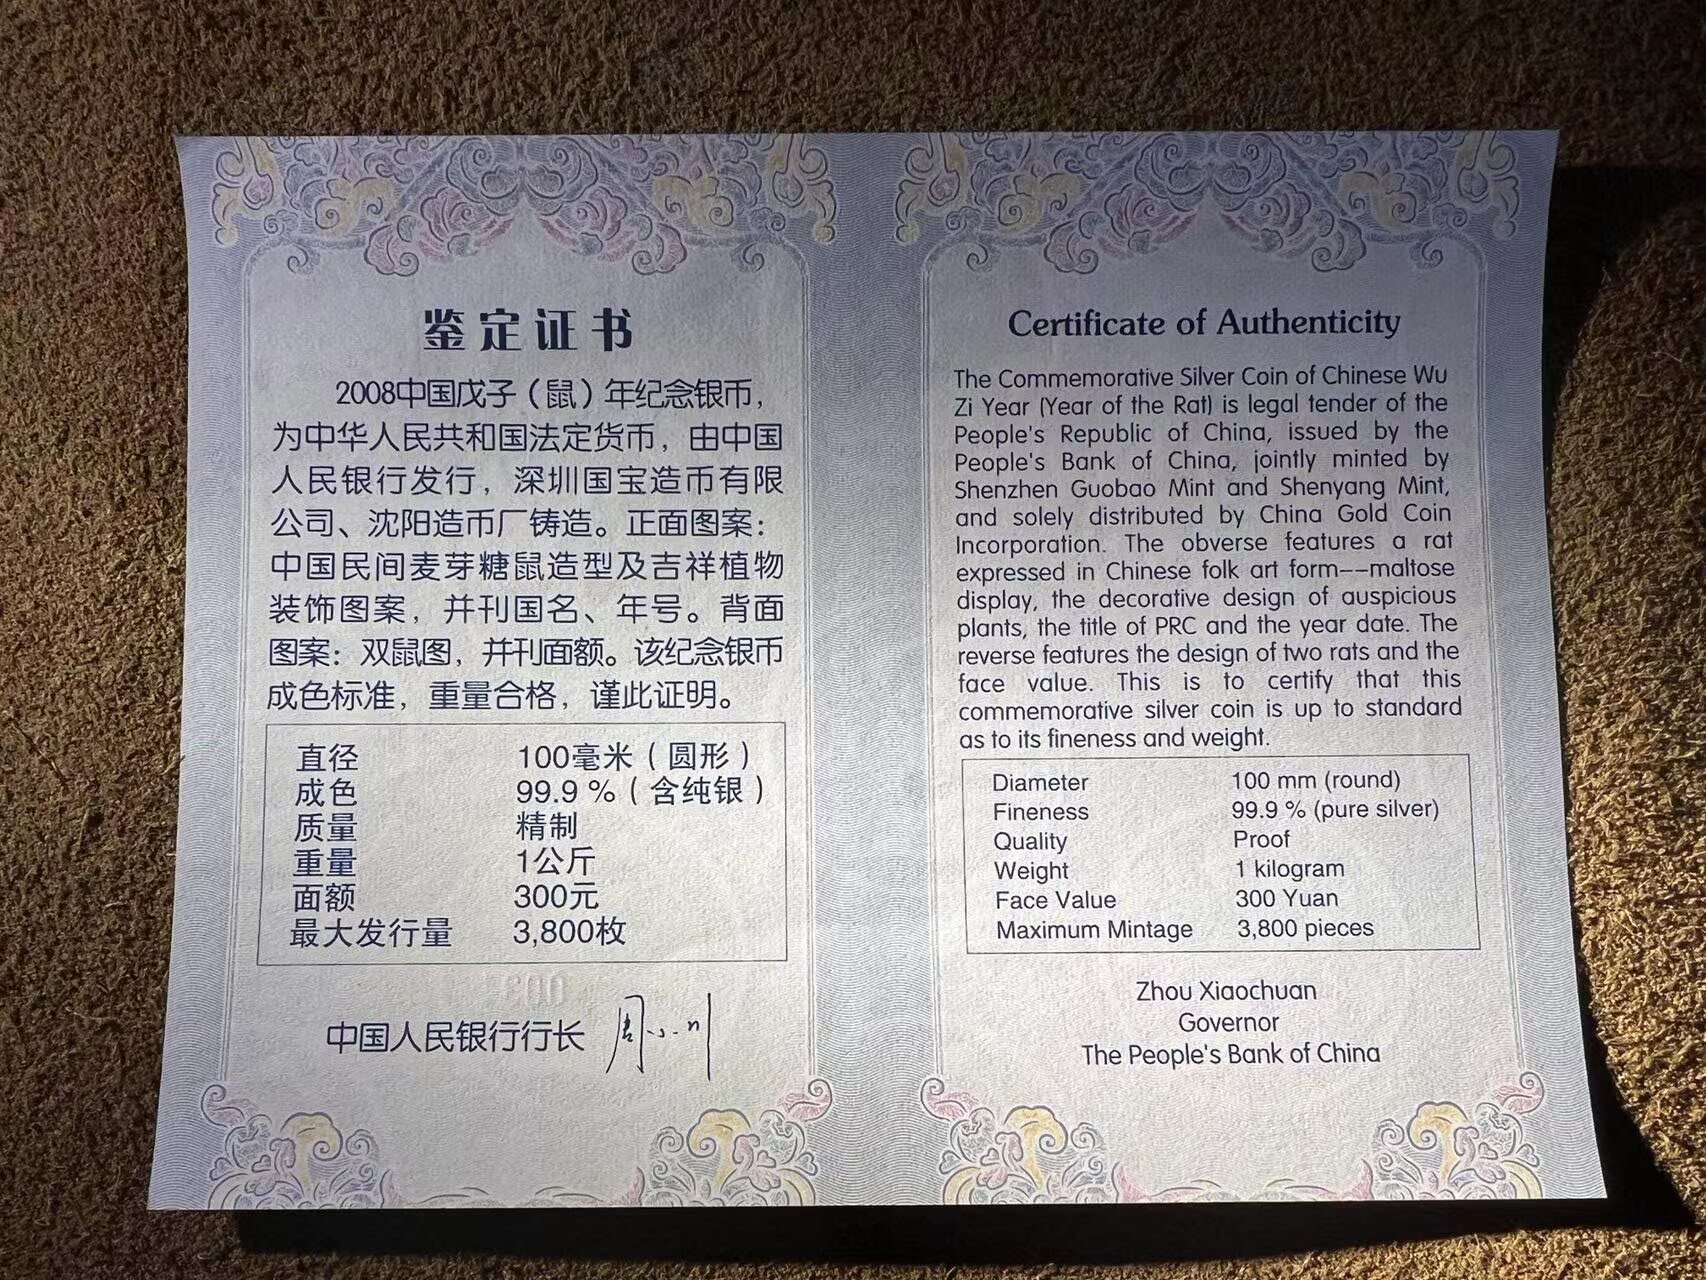 鉴定证书
2008中国戊子（鼠）年纪念银币，
为中华人民共和国法定货币，由中国
人民银行发行，深圳国宝造币有限
公司、沈阳造币厂铸造。正面图案：
中国民间麦芽糖鼠造型及吉祥植物
装饰图案，并刊国名、年号。背面
图案：双鼠图，并刊面额。该纪念银币
成色标准，重量合格，谨此证明。
直径 100毫米（圆形）
成色 99.9 %（含纯银）
质量 精制
重量 1公斤
面额 300元
最大发行量 3,800枚
中国人民银行行长 周小川
Certificate of Authenticity
The Commemorative Silver Coin of Chinese Wu
Zi Year (Year of the Rat) is legal tender of the
People's Republic of China, issued by the
People's Bank of China, jointly minted by
Shenzhen Guobao Mint and Shenyang Mint,
and solely distributed by China Gold Coin
Incorporation. The obverse features a rat
expressed in Chinese folk art form––maltose
display, the decorative design of auspicious
plants, the title of PRC and the year date. The
reverse features the design of two rats and the
face value. This is to certify that this
commemorative silver coin is up to standard
as to its fineness and weight.
Diameter 100 mm (round)
Fineness 99.9 % (pure silver)
Quality Proof
Weight 1 kilogram
Face Value 300 Yuan
Maximum Mintage 3,800 pieces
Zhou Xiaochuan
Governor
The People's Bank of China